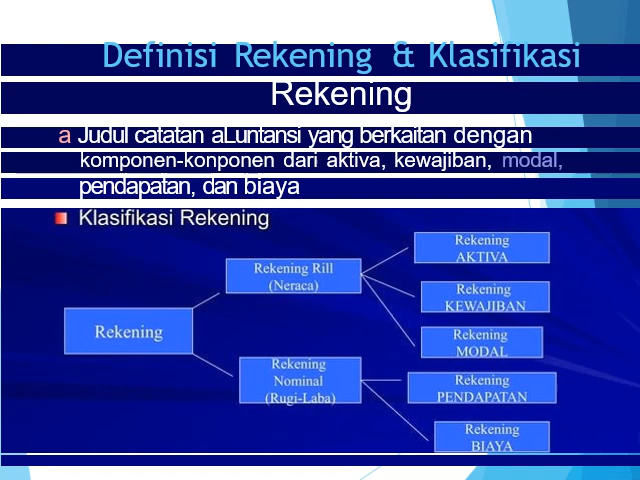 Definisi Rekening & Klasifikasi
Rekening
a Judul catatan aLuntansi yang berkaitan dengan
komponen-konponen dari aktiva, kewajiban, modal,
pendapatan, dan biaya
Klasifikasi Rekening
Rekening
Rekening Rill
(Neraca)
Rekening
AKTIVA
Rekening
KEWAJIBAN
Rekening
MODAL
Rekening
Nominal
(Rugi-Laba)
Rekening
PENDAPATAN
Rekening
BIAYA